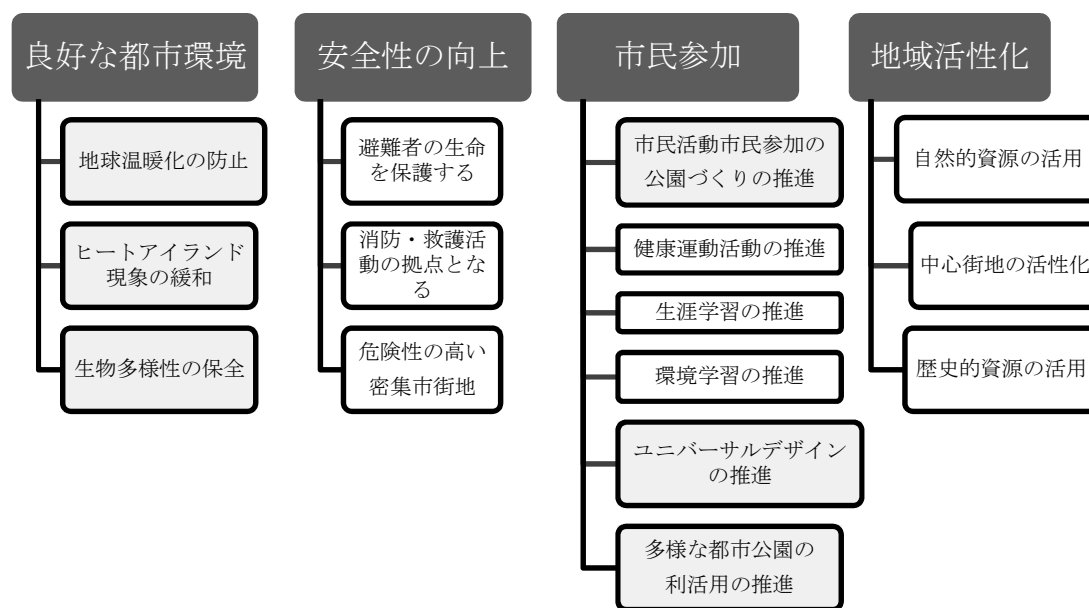 良好な都市環境
地球温暖化の防止
ヒートアイランド
現象の緩和
生物多様性の保全
安全性の向上
避難者の生命
を保護する
消防・救護活
動の拠点とな
る
危険性の高い
密集市街地
市民参加
市民活動市民参加の
公園づくりの推進
健康運動活動の推進
生涯学習の推進
環境学習の推進
ユニバーサルデザイン
の推進
多様な都市公園の
利活用の推進
地域活性化
自然的資源の活用
中心街地の活性化
歴史的資源の活用